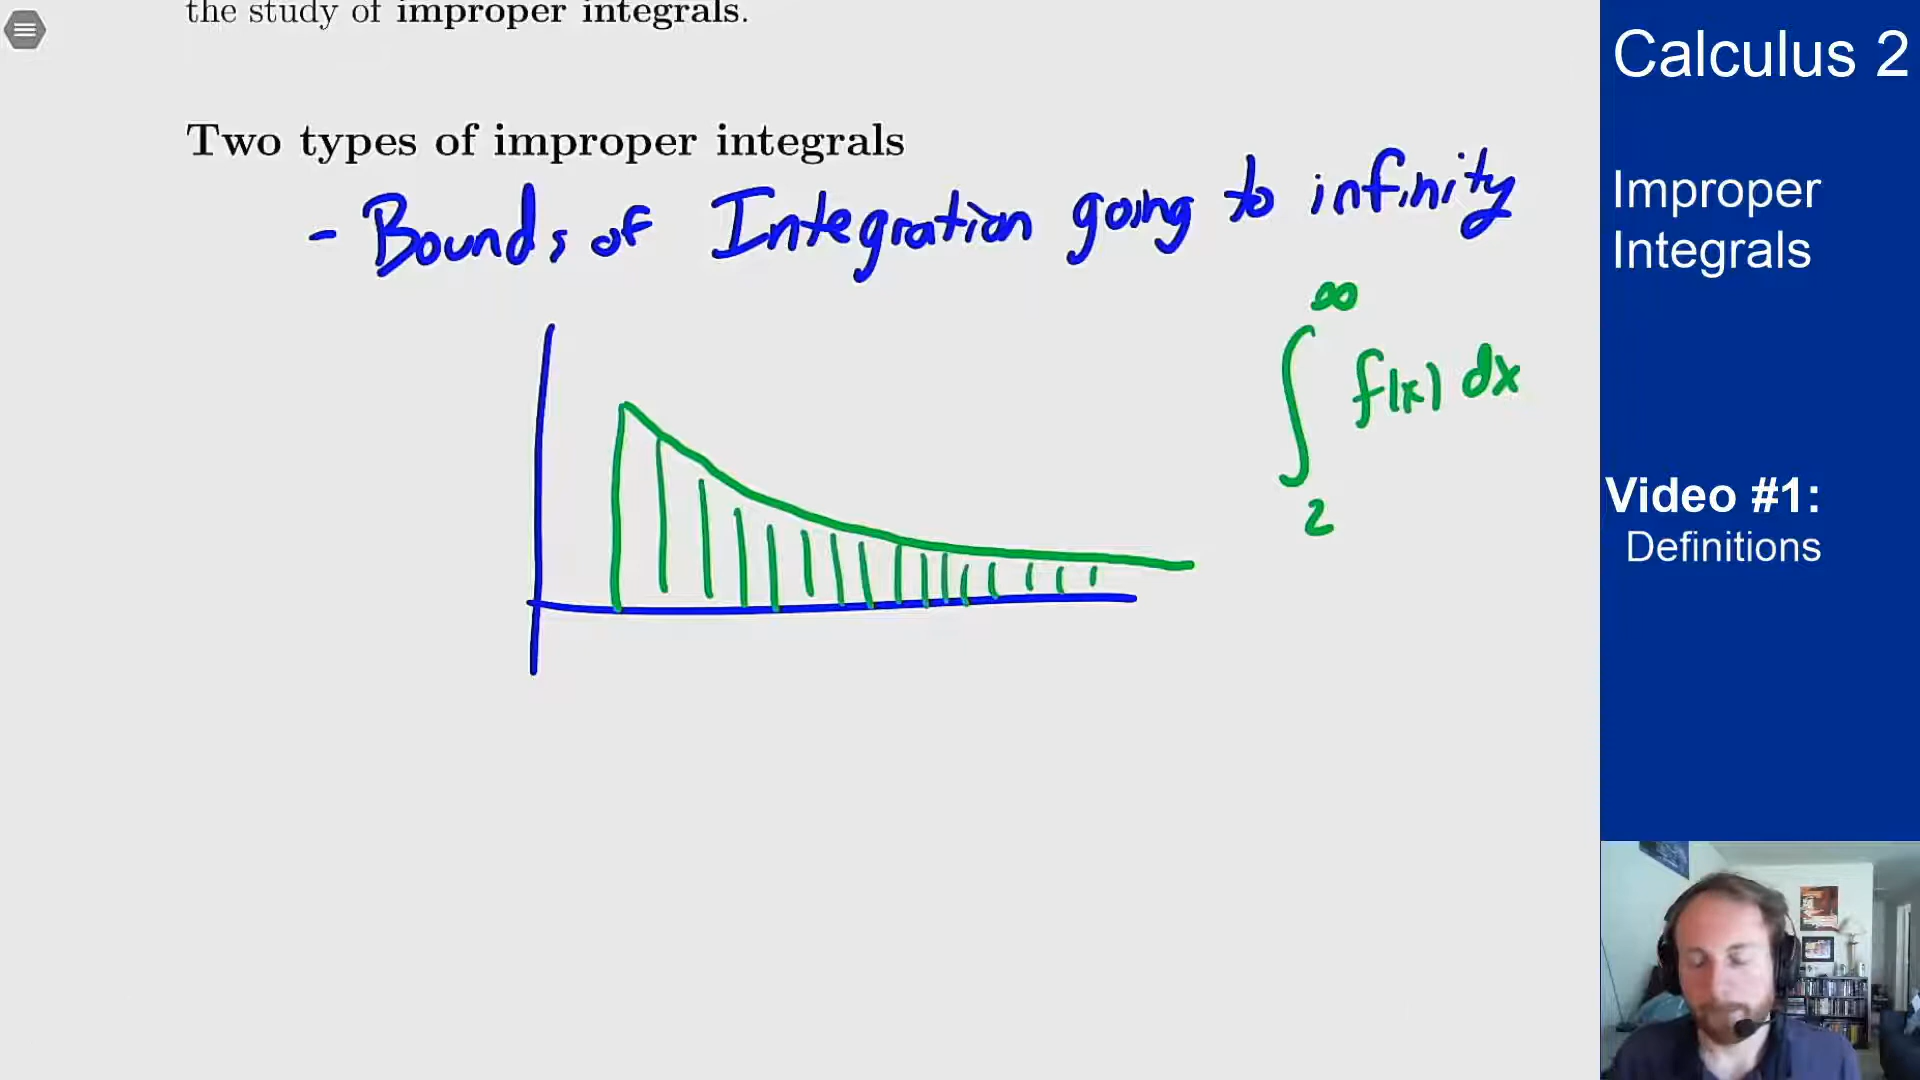 the study of improper integrals.
Two types of improper integrals
- Bounds of Integration going to infinity
∞
∫ f(x) dx
2
Calculus 2
Improper
Integrals
Video #1:
Definitions